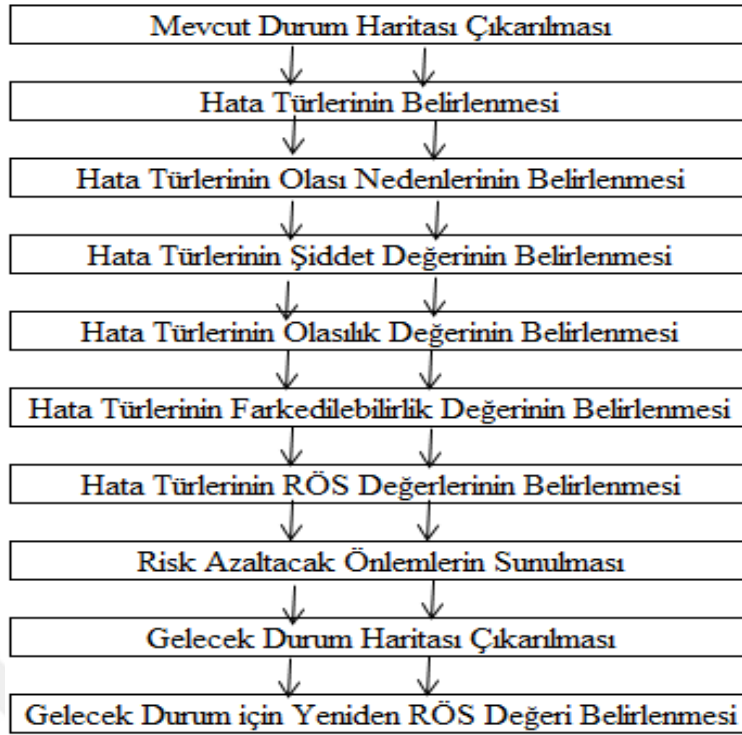 Mevcut Durum Haritası Çıkarılması
Hata Türlerinin Belirlenmesi
Hata Türlerinin Olası Nedenlerinin Belirlenmesi
Hata Türlerinin Şiddet Değerinin Belirlenmesi
Hata Türlerinin Olasılık Değerinin Belirlenmesi
Hata Türlerinin Farkedilebilirlik Değerinin Belirlenmesi
Hata Türlerinin RÖS Değerlerinin Belirlenmesi
Risk Azaltacak Önlemlerin Sunulması
Gelecek Durum Haritası Çıkarılması
Gelecek Durum için Yeniden RÖS Değeri Belirlenmesi